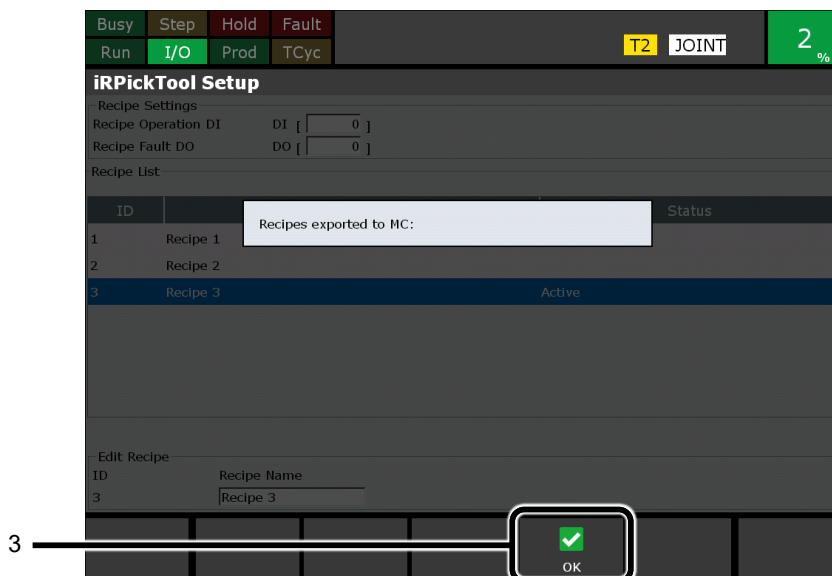 Busy Step Hold Fault
Run I/O Prod TCyc
T2 JOINT
2 %
iRPickTool Setup
Recipe Settings
Recipe Operation DI DI [ 0 ]
Recipe Fault DO DO [ 0 ]
Recipe List
ID Status
Recipes exported to MC:
1 Recipe 1
2 Recipe 2
3 Recipe 3 Active
Edit Recipe
ID Recipe Name
3 Recipe 3
3
OK